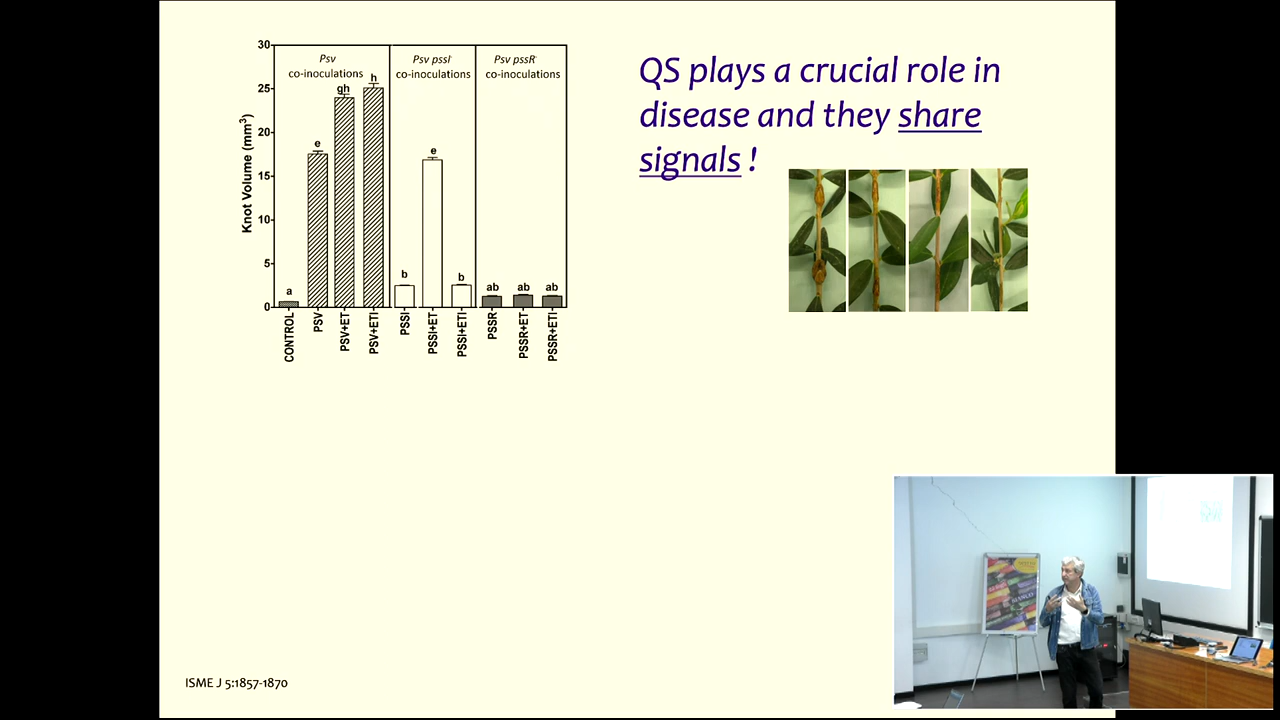 QS plays a crucial role in
disease and they share
signals !
30
25
20
15
10
5
0
Knot Volume (mm3)
Psv
co-inoculations
Psv pssI-
co-inoculations
Psv pssR-
co-inoculations
a
e
gh
h
b
e
b
ab
ab
ab
CONTROL
PSV
PSV+ET
PSV+ETI
PSSI
PSSI+ET
PSSI+ETI
PSSR
PSSR+ET
PSSR+ETI
ISME J 5:1857-1870